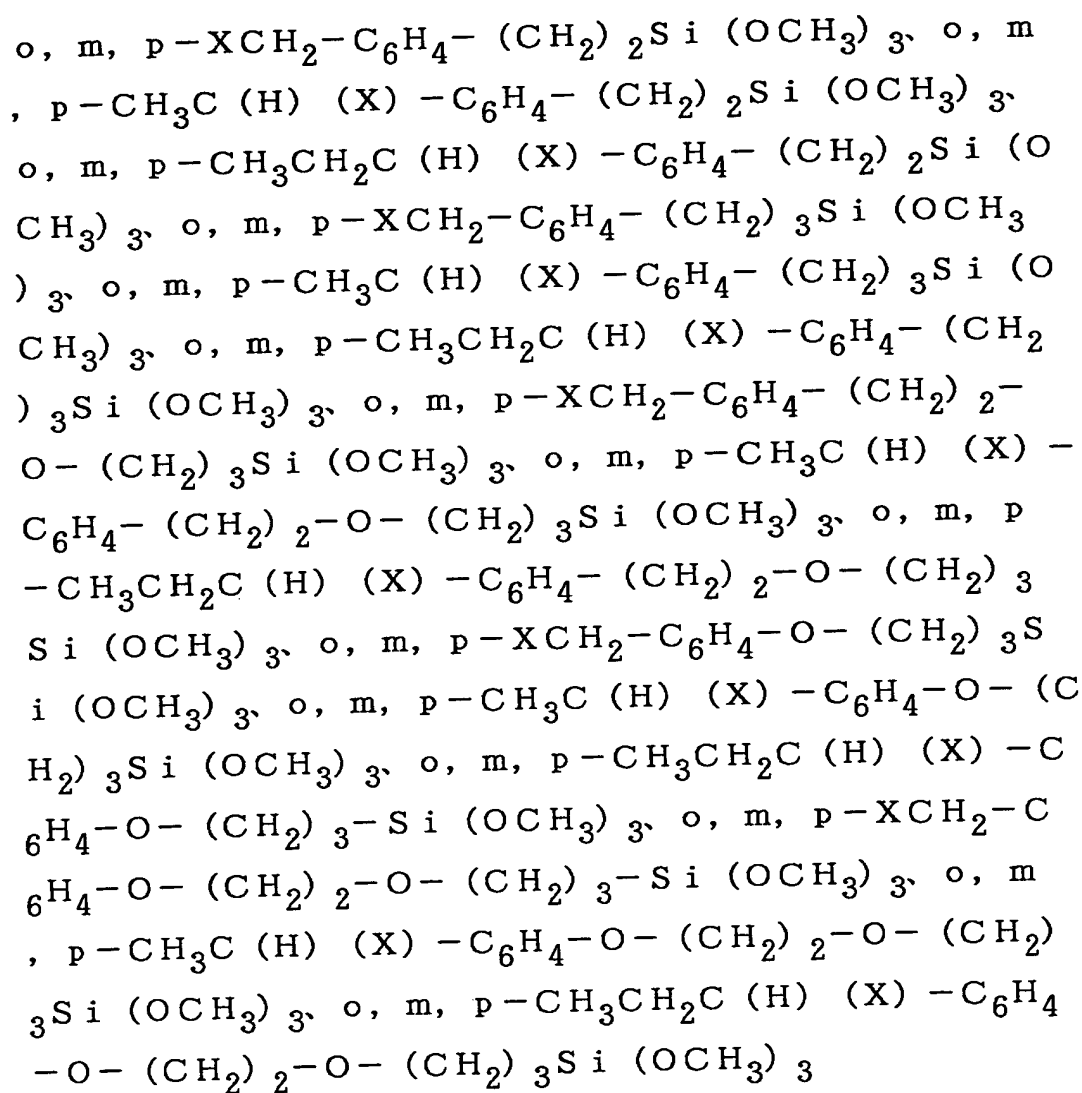 o, m, p−XCH₂−C₆H₄−(CH₂)₂Si(OCH₃)₃、o, m
, p−CH₃C(H)(X)−C₆H₄−(CH₂)₂Si(OCH₃)₃、
o, m, p−CH₃CH₂C(H)(X)−C₆H₄−(CH₂)₂Si(O
CH₃)₃、o, m, p−XCH₂−C₆H₄−(CH₂)₃Si(OCH₃
)₃、o, m, p−CH₃C(H)(X)−C₆H₄−(CH₂)₃Si(O
CH₃)₃、o, m, p−CH₃CH₂C(H)(X)−C₆H₄−(CH₂
)₃Si(OCH₃)₃、o, m, p−XCH₂−C₆H₄−(CH₂)₂−
O−(CH₂)₃Si(OCH₃)₃、o, m, p−CH₃C(H)(X)−
C₆H₄−(CH₂)₂−O−(CH₂)₃Si(OCH₃)₃、o, m, p
−CH₃CH₂C(H)(X)−C₆H₄−(CH₂)₂−O−(CH₂)₃
Si(OCH₃)₃、o, m, p−XCH₂−C₆H₄−O−(CH₂)₃S
i(OCH₃)₃、o, m, p−CH₃C(H)(X)−C₆H₄−O−(C
H₂)₃Si(OCH₃)₃、o, m, p−CH₃CH₂C(H)(X)−C
₆H₄−O−(CH₂)₃−Si(OCH₃)₃、o, m, p−XCH₂−C
₆H₄−O−(CH₂)₂−O−(CH₂)₃−Si(OCH₃)₃、o, m
, p−CH₃C(H)(X)−C₆H₄−O−(CH₂)₂−O−(CH₂)
₃Si(OCH₃)₃、o, m, p−CH₃CH₂C(H)(X)−C₆H₄
−O−(CH₂)₂−O−(CH₂)₃Si(OCH₃)₃